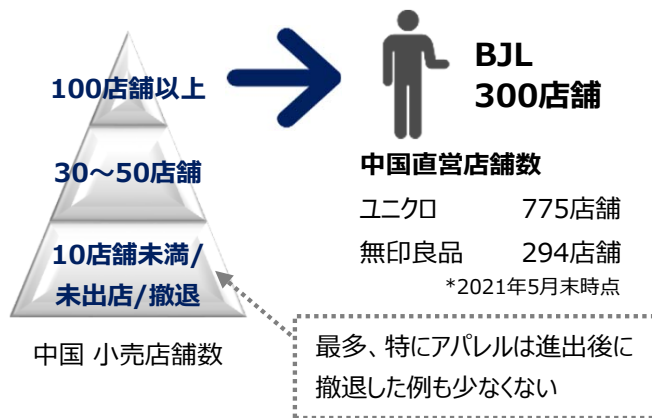 100店舗以上
30～50店舗
10店舗未満/
未出店/撤退
中国 小売店舗数
BJL
300店舗
中国直営店舗数
ユニクロ 775店舗
無印良品 294店舗
*2021年5月末時点
最多、特にアパレルは進出後に
撤退した例も少なくない